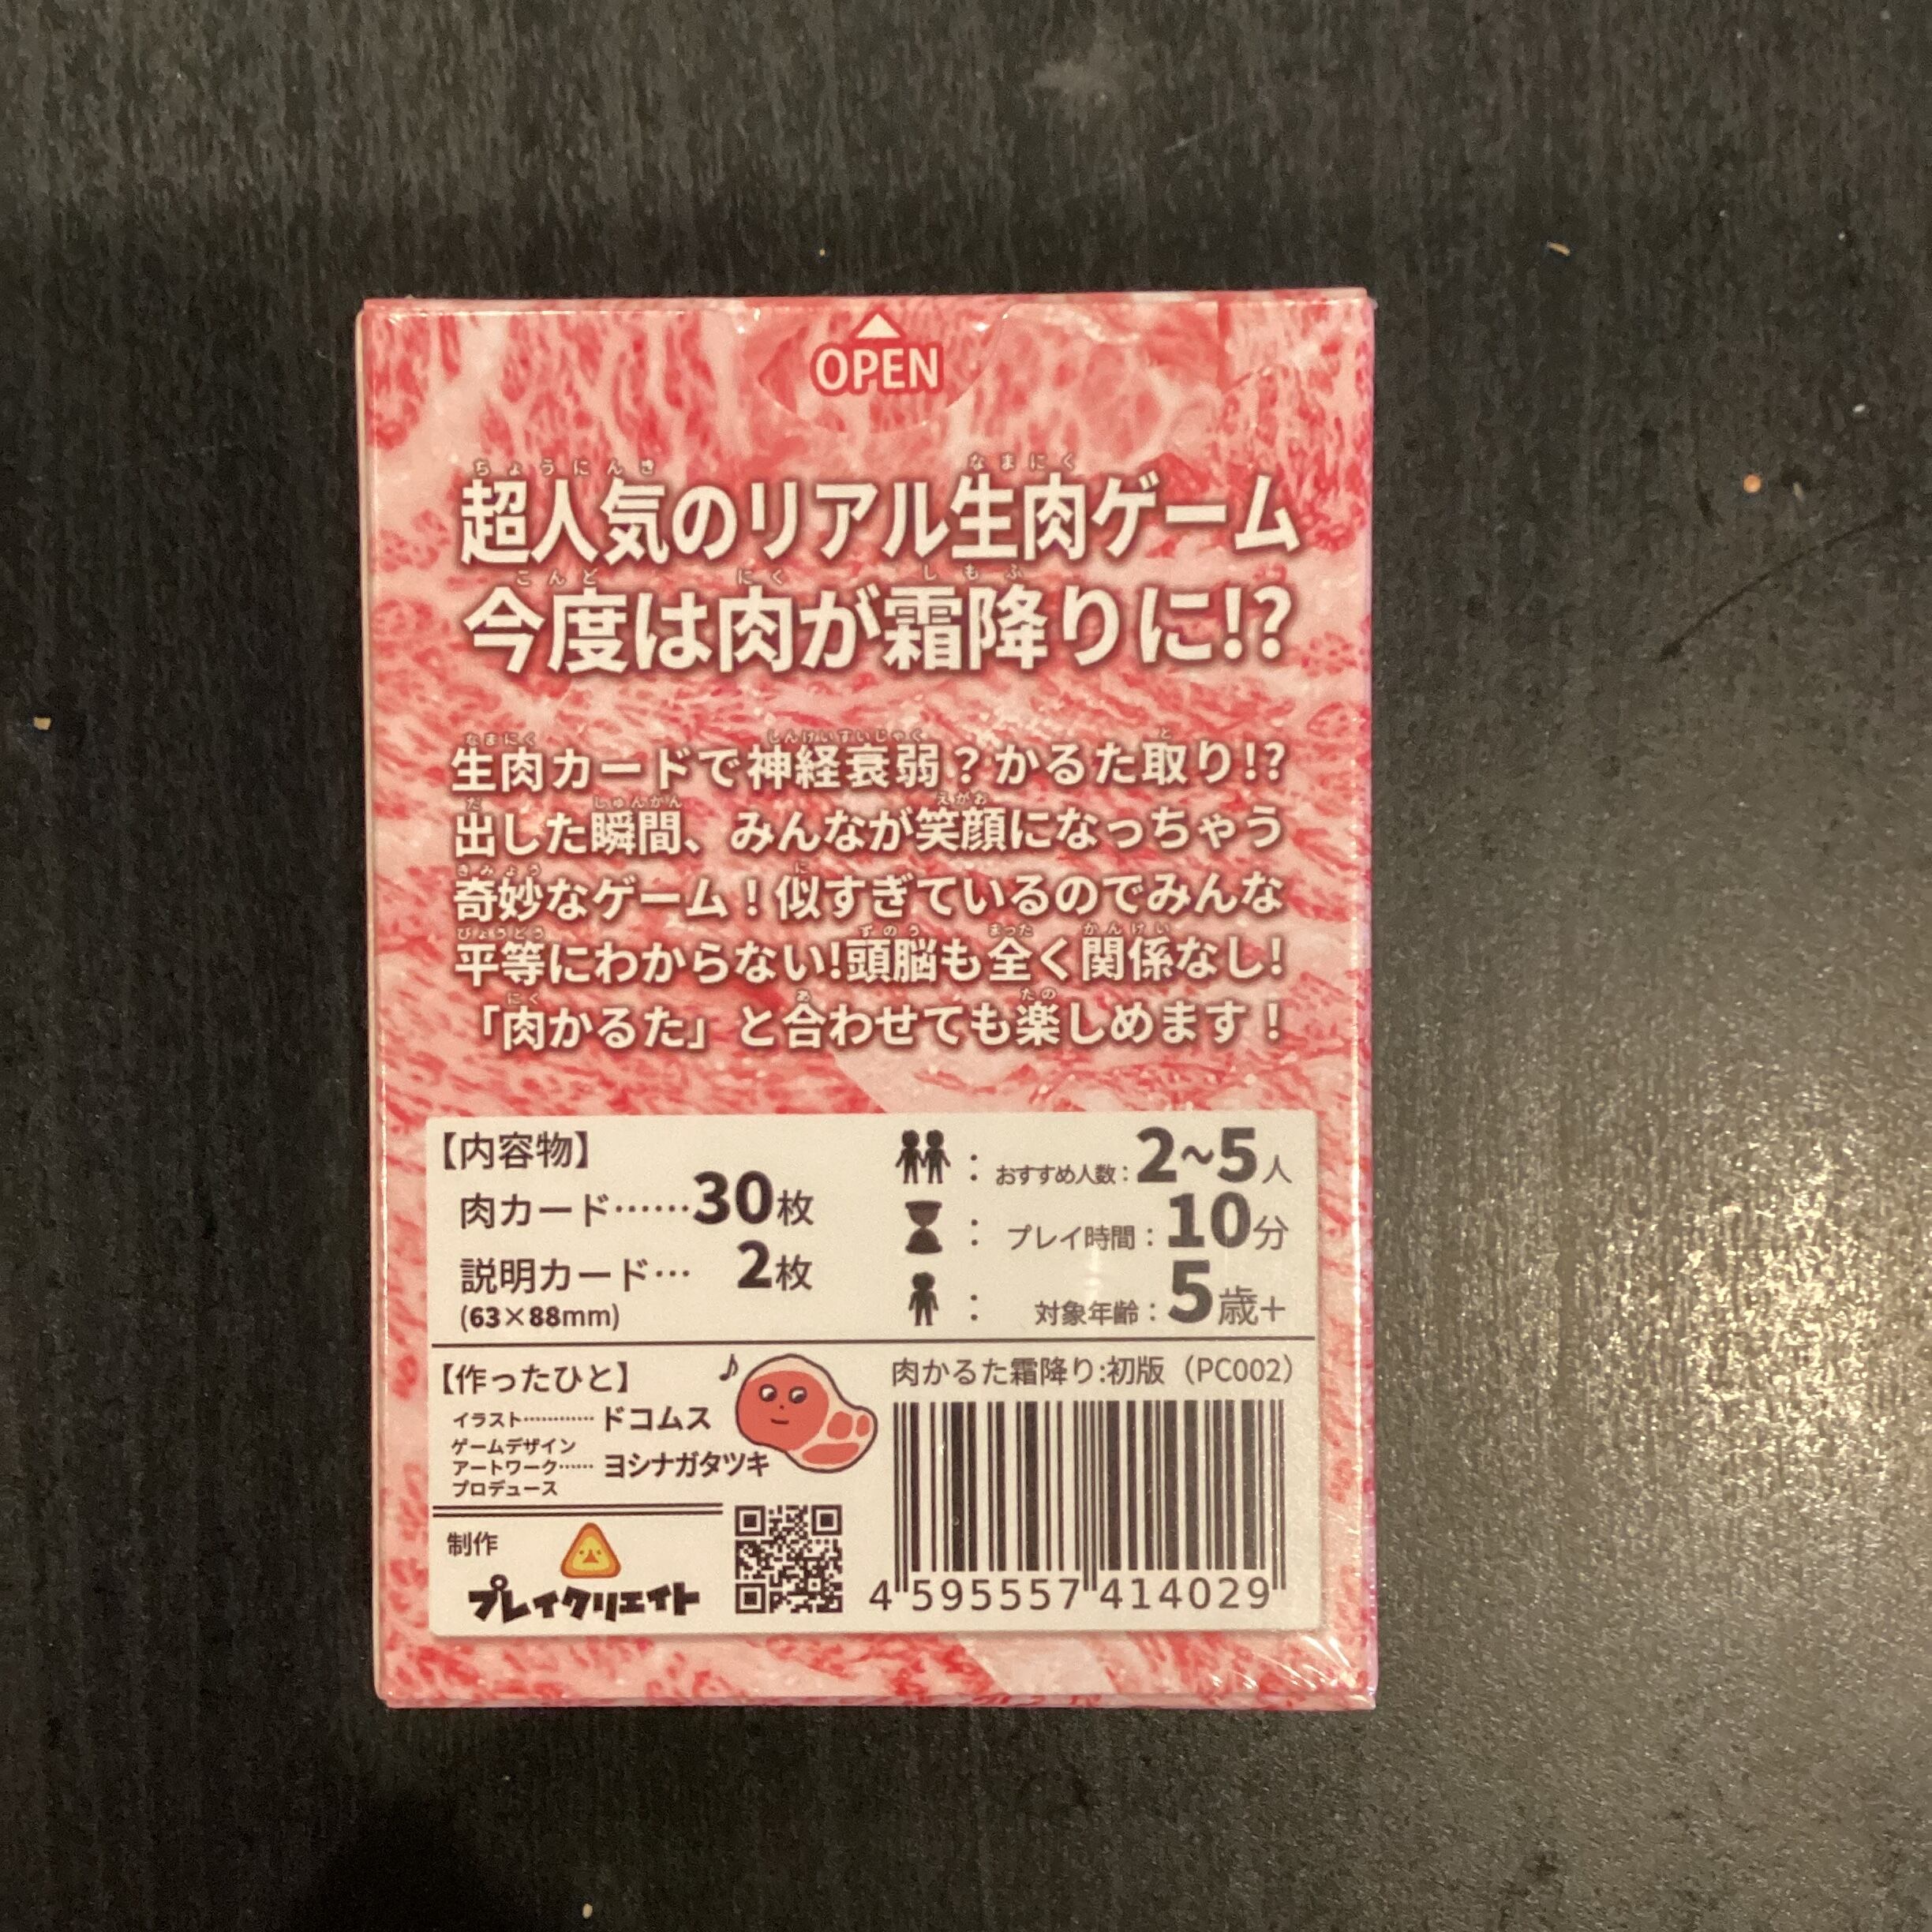 OPEN
超人気のリアル生肉ゲーム
今度は肉が霜降りに!?
生肉カードで神経衰弱？かるた取り!?
出した瞬間、みんなが笑顔になっちゃう
奇妙なゲーム！似すぎているのでみんな
平等にわからない!頭脳も全く関係なし!
「肉かるた」と合わせても楽しめます！
【内容物】
肉カード……30枚
説明カード… 2枚
(63×88mm)
：おすすめ人数：2~5人
：プレイ時間：10分
：対象年齢：5歳+
【作ったひと】
イラスト…………ドコムス
ゲームデザイン
アートワーク……ヨシナガタツキ
プロデュース
制作
プレイクリエイト
肉かるた霜降り:初版（PC002）
4 595557 414029